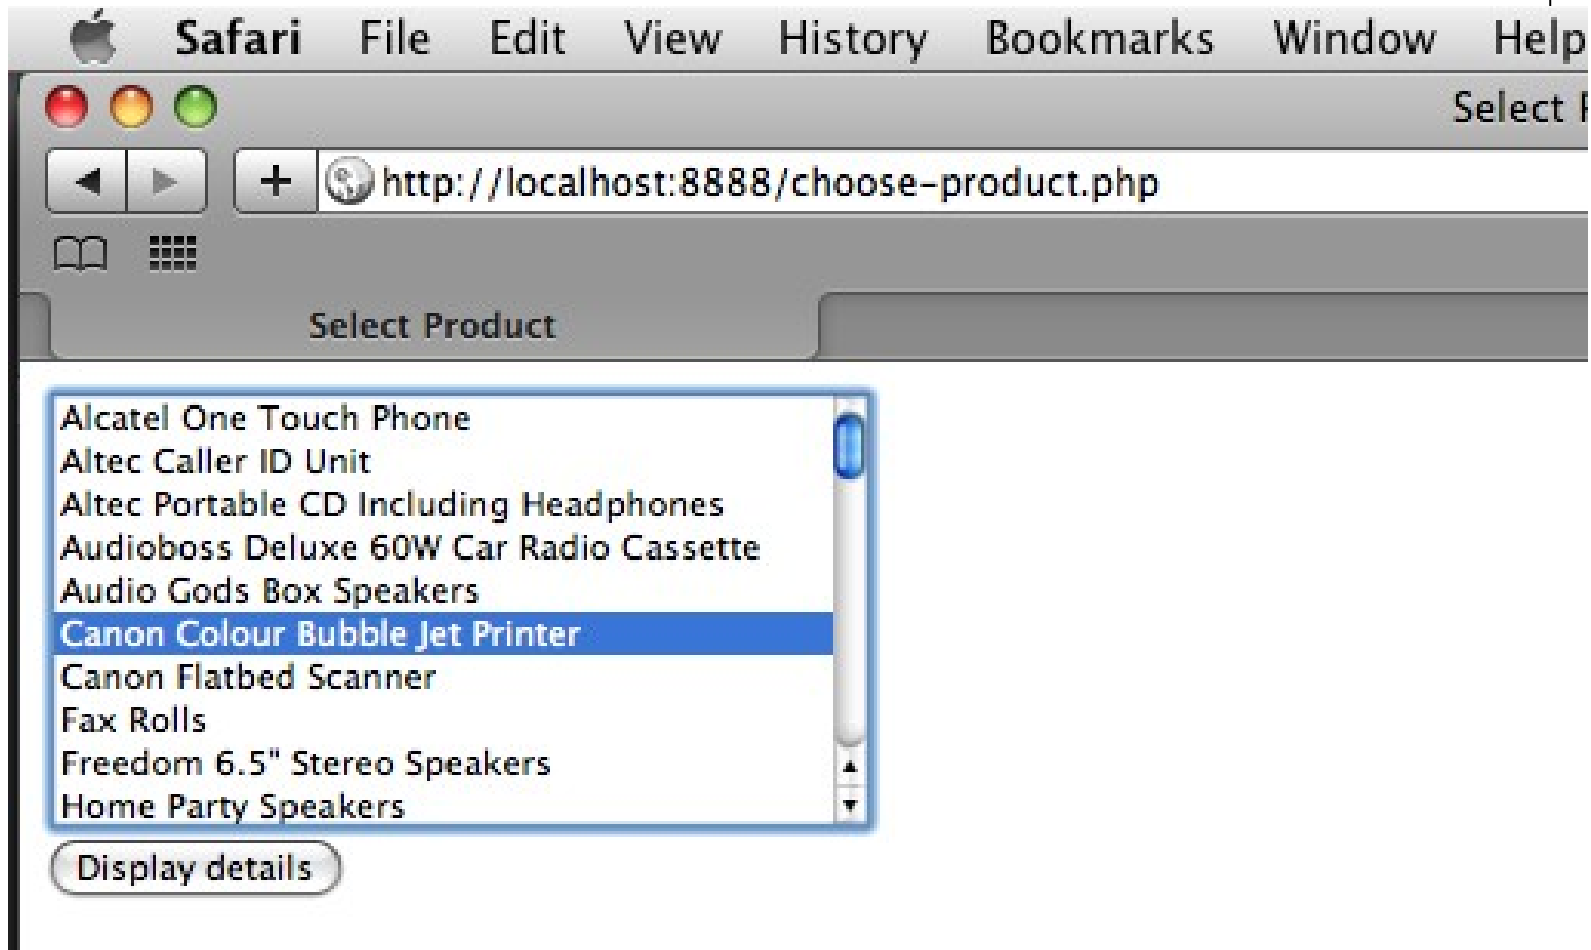 Safari File Edit View History Bookmarks Window Help
Select
http://localhost:8888/choose-product.php
Select Product
Alcatel One Touch Phone
Altec Caller ID Unit
Altec Portable CD Including Headphones
Audioboss Deluxe 60W Car Radio Cassette
Audio Gods Box Speakers
Canon Colour Bubble Jet Printer
Canon Flatbed Scanner
Fax Rolls
Freedom 6.5" Stereo Speakers
Home Party Speakers
Display details